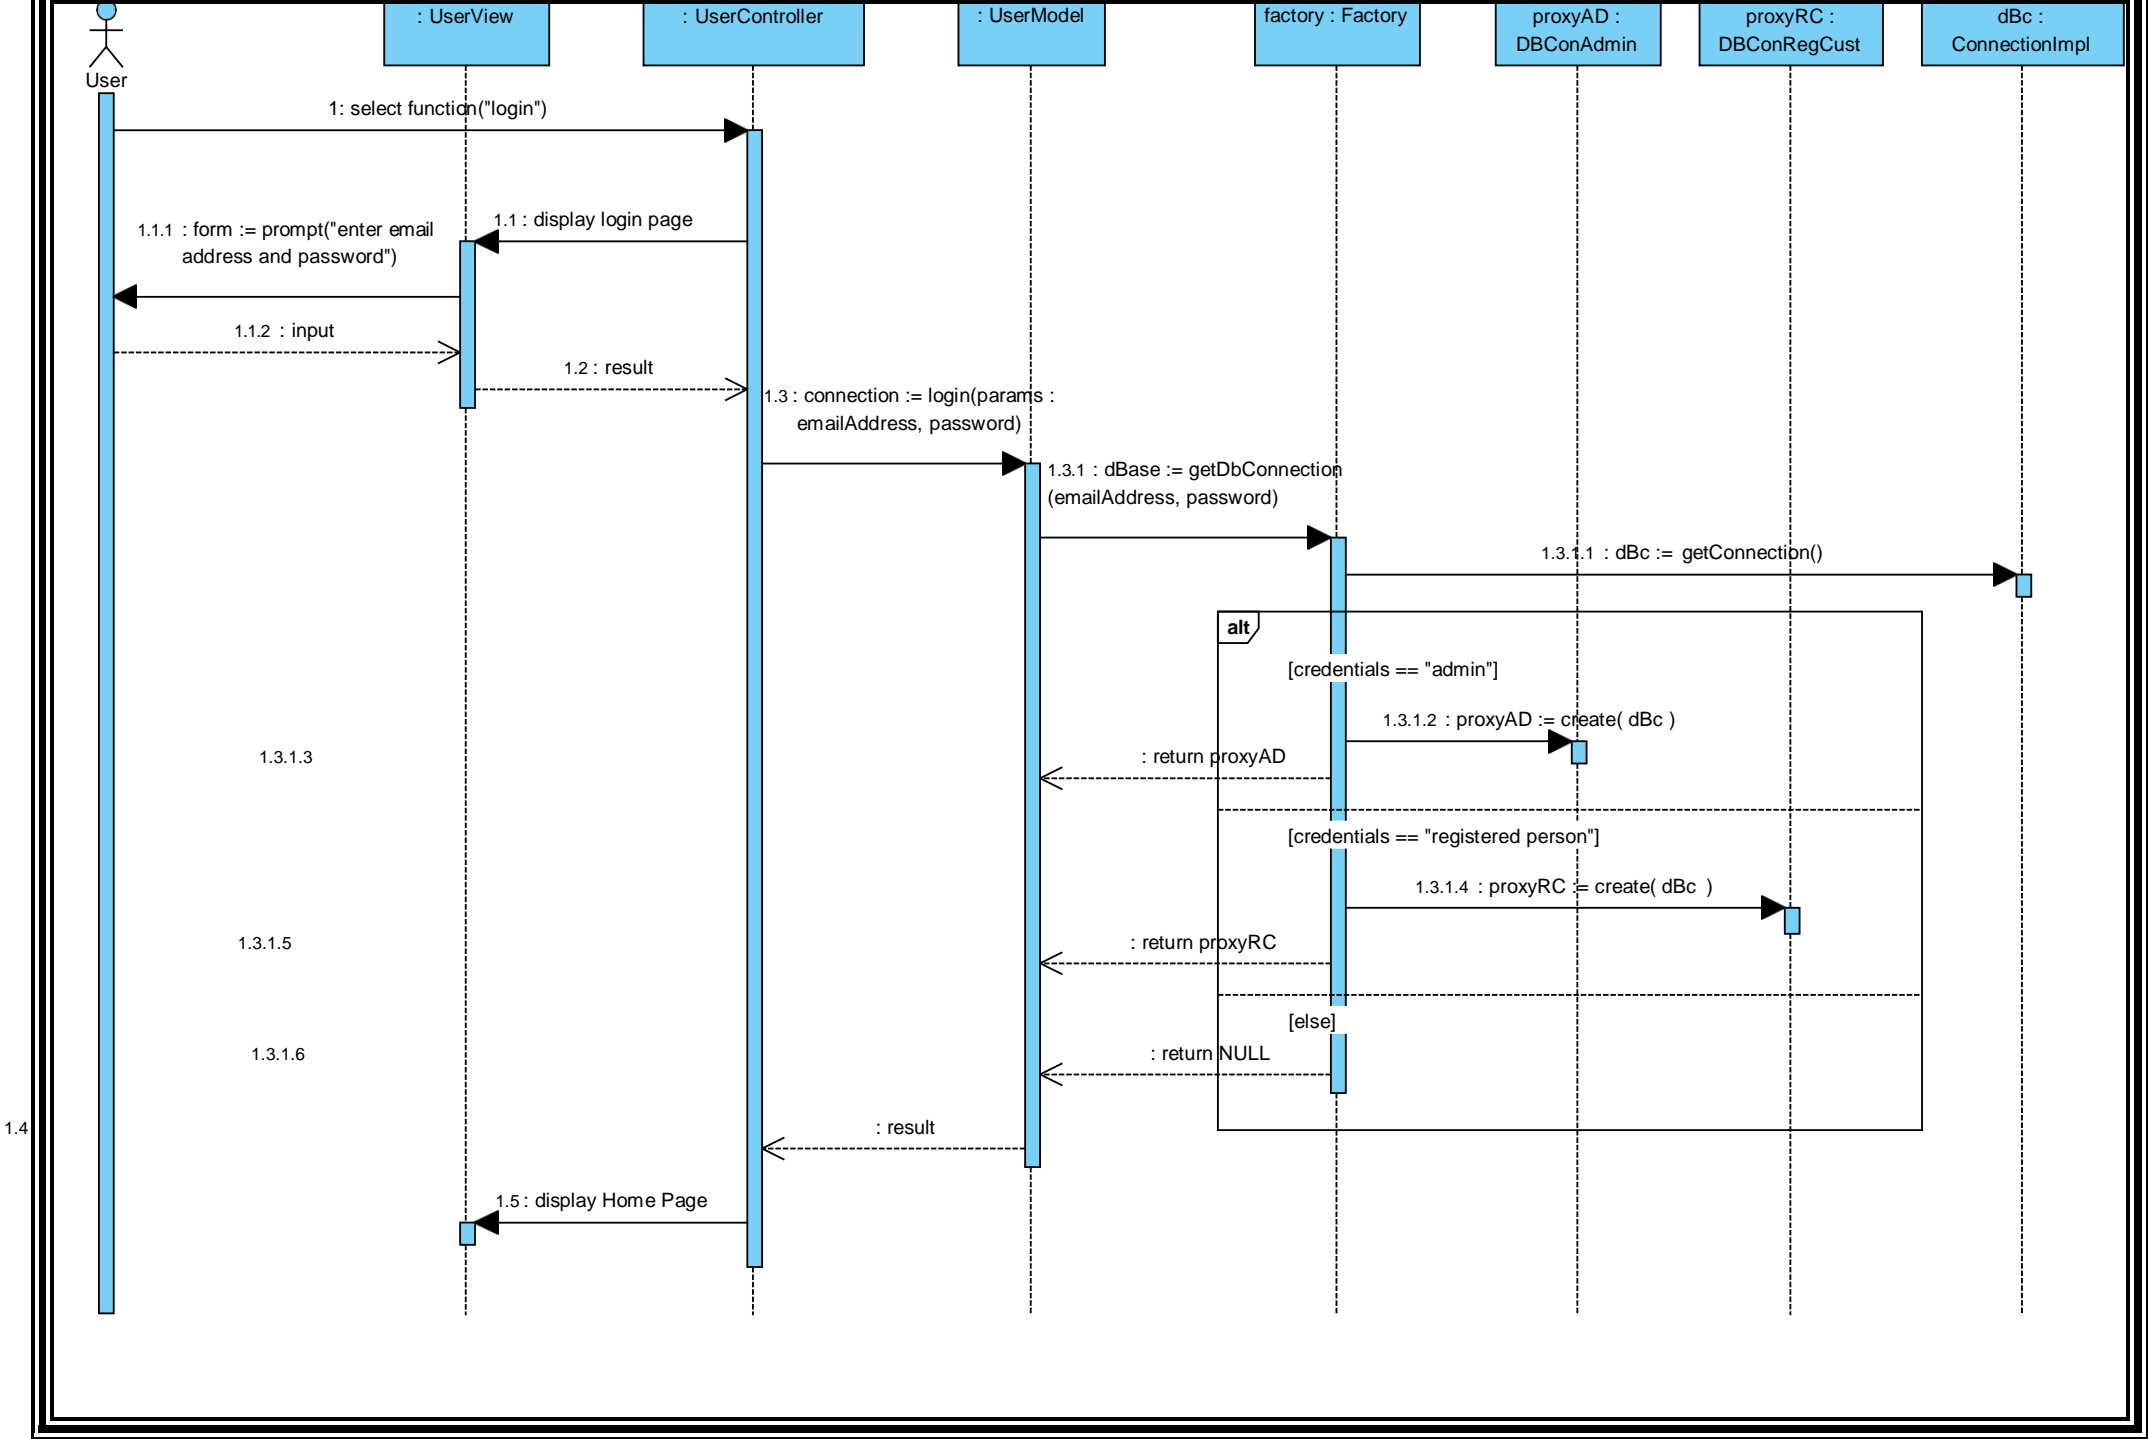 : UserView
: UserController
: UserModel
factory : Factory
proxyAD :
DBConAdmin
proxyRC :
DBConRegCust
dBc :
ConnectionImpl
User
1: select function("login")
1.1 : display login page
1.1.1 : form := prompt("enter email
address and password")
1.1.2 : input
1.2 : result
1.3 : connection := login(params :
emailAddress, password)
1.3.1 : dBase := getDbConnection
(emailAddress, password)
1.3.1.1 : dBc := getConnection()
alt
[credentials == "admin"]
1.3.1.2 : proxyAD := create( dBc )
1.3.1.3 : return proxyAD
[credentials == "registered person"]
1.3.1.4 : proxyRC := create( dBc )
1.3.1.5 : return proxyRC
[else]
1.3.1.6 : return NULL
1.4 : result
1.5 : display Home Page